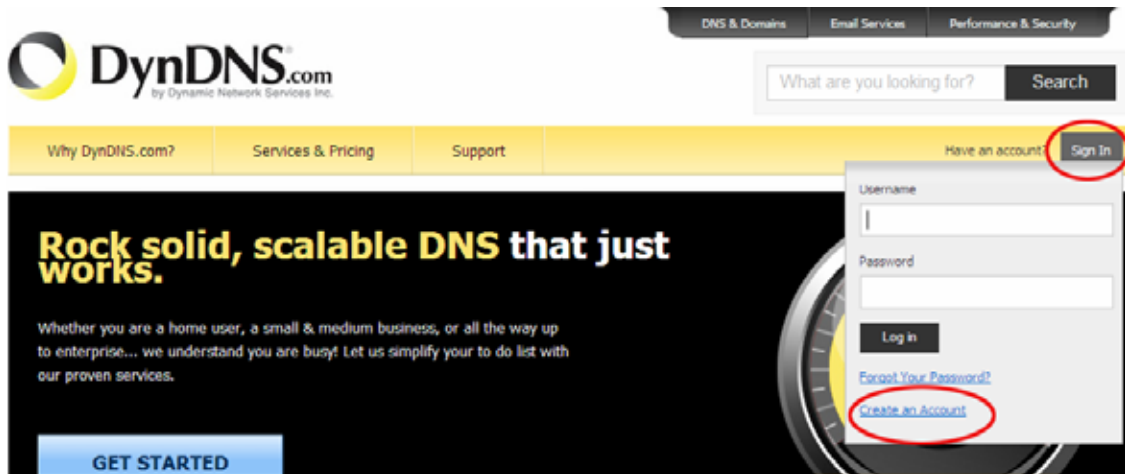 DNS & Domains Email Services Performance & Security
DynDNS.com
by Dynamic Network Services Inc.
What are you looking for? Search
Why DynDNS.com? Services & Pricing Support Have an account? Sign In
Username
Password
Log in
Forgot Your Password?
Create an Account
Rock solid, scalable DNS that just
works.
Whether you are a home user, a small & medium business, or all the way up
to enterprise... we understand you are busy! Let us simplify your to do list with
our proven services.
GET STARTED